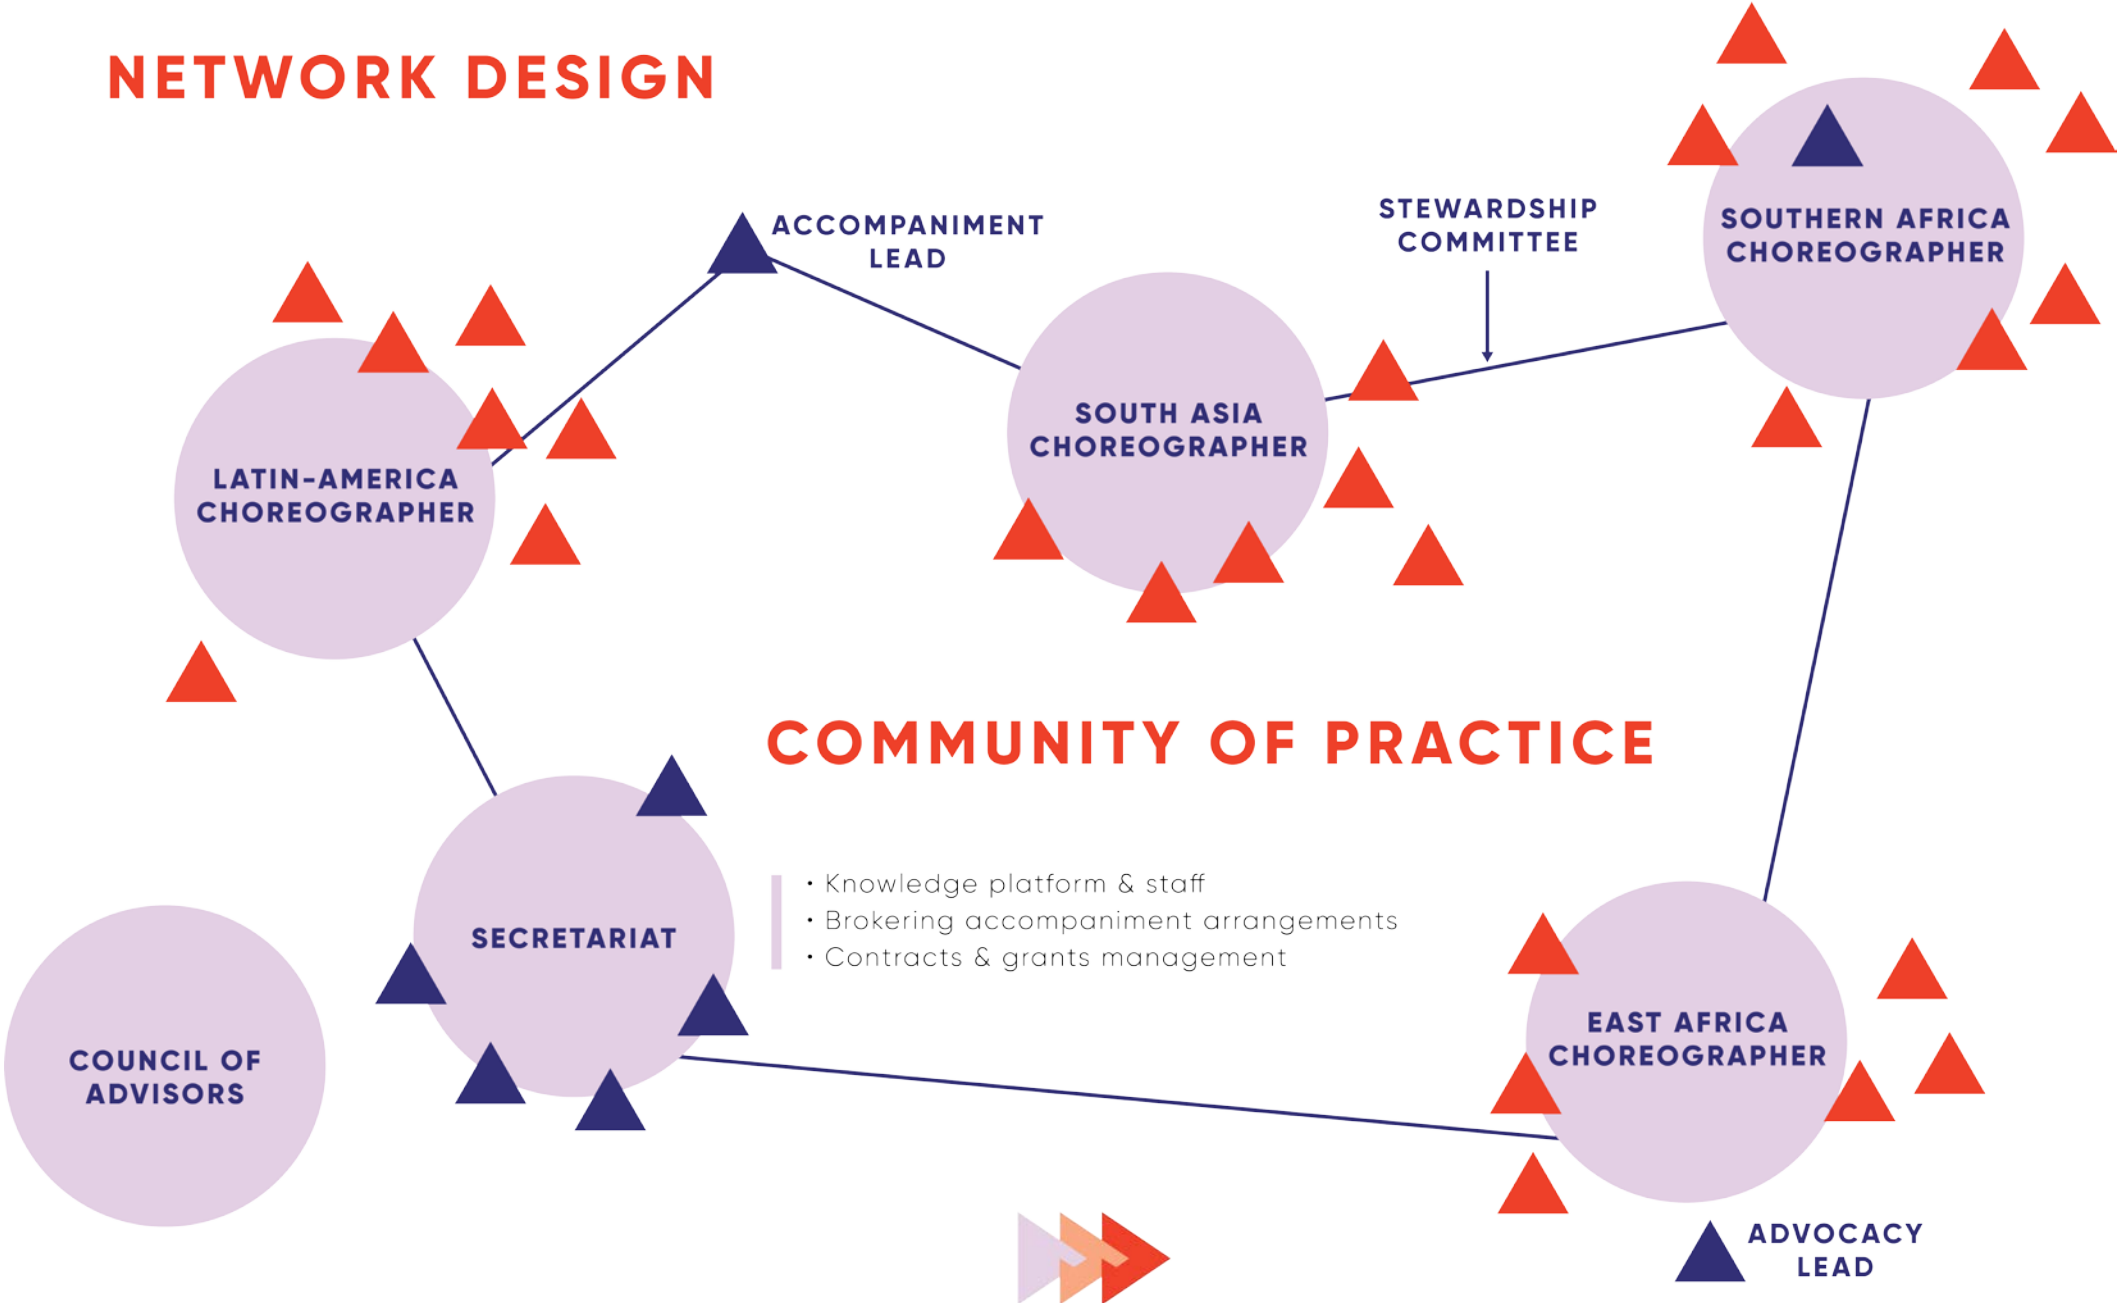 NETWORK DESIGN
ACCOMPANIMENT
LEAD
STEWARDSHIP
COMMITTEE
SOUTHERN AFRICA
CHOREOGRAPHER
SOUTH ASIA
CHOREOGRAPHER
LATIN-AMERICA
CHOREOGRAPHER
COMMUNITY OF PRACTICE
• Knowledge platform & staff
• Brokering accompaniment arrangements
• Contracts & grants management
SECRETARIAT
COUNCIL OF
ADVISORS
EAST AFRICA
CHOREOGRAPHER
ADVOCACY
LEAD